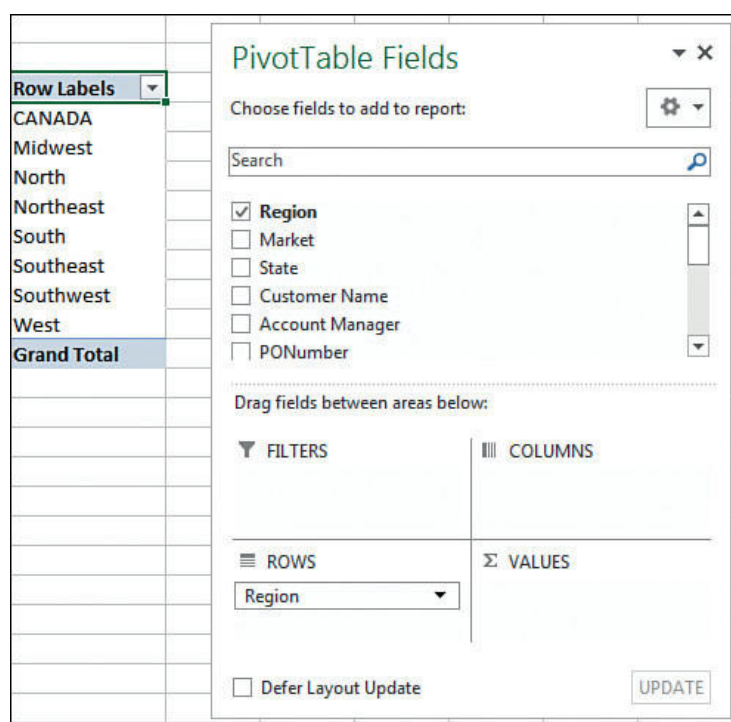 Row Labels
CANADA
Midwest
North
Northeast
South
Southeast
Southwest
West
Grand Total
PivotTable Fields
Choose fields to add to report:
Search
Region
Market
State
Customer Name
Account Manager
PONumber
Drag fields between areas below:
FILTERS
COLUMNS
ROWS
Σ VALUES
Region
Defer Layout Update
UPDATE